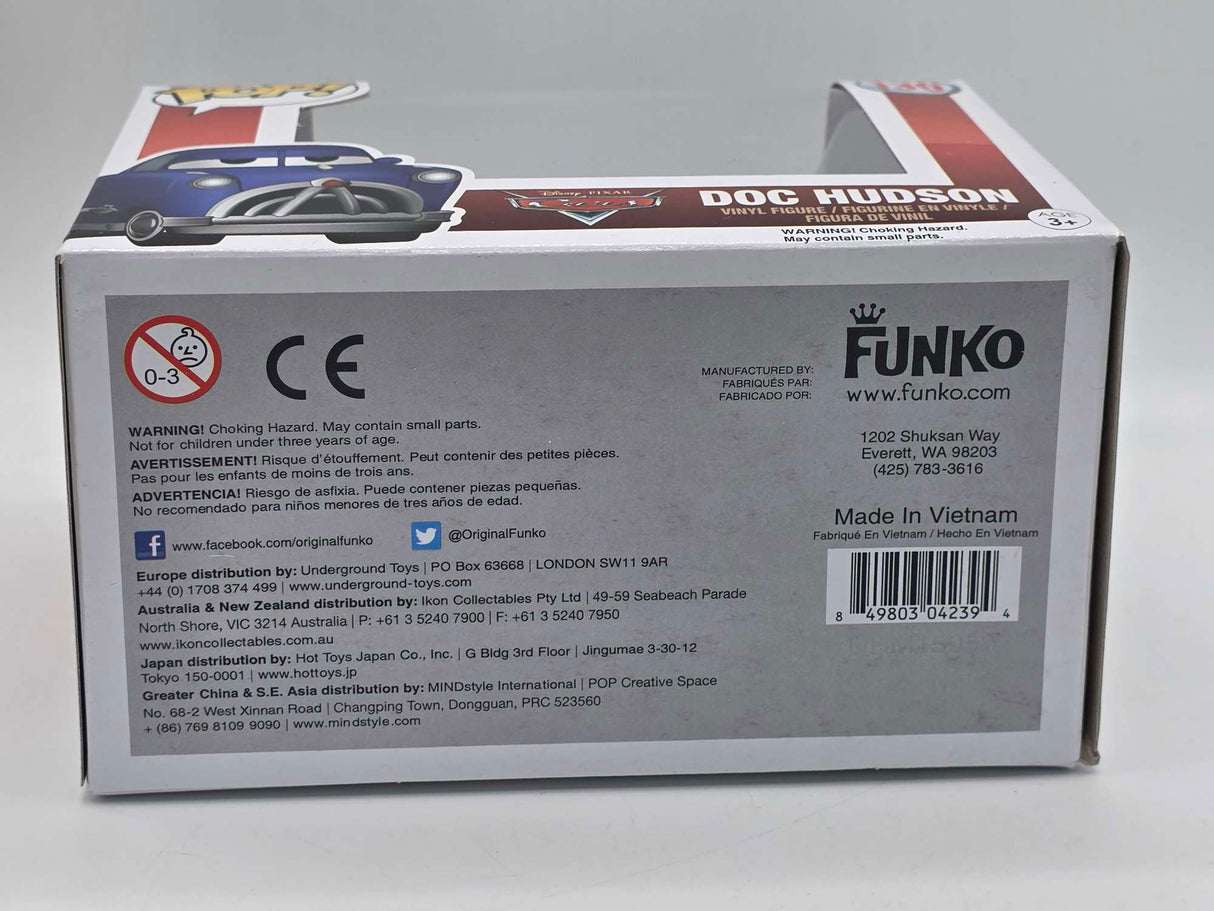 POP!
146
Disney · PIXAR
Cars
DOC HUDSON
VINYL FIGURE / FIGURINE EN VINYLE /
FIGURA DE VINIL
AGE
3+
WARNING! Choking Hazard.
May contain small parts.
0-3
CE
MANUFACTURED BY:
FABRIQUÉS PAR:
FABRICADO POR:
FUNKO
www.funko.com
1202 Shuksan Way
Everett, WA 98203
(425) 783-3616
WARNING! Choking Hazard. May contain small parts.
Not for children under three years of age.
AVERTISSEMENT! Risque d'étouffement. Peut contenir des petites pièces.
Pas pour les enfants de moins de trois ans.
ADVERTENCIA! Riesgo de asfixia. Puede contener piezas pequeñas.
No recomendado para niños menores de tres años de edad.
f www.facebook.com/originalfunko @OriginalFunko
Made In Vietnam
Fabriqué En Vietnam / Hecho En Vietnam
8 49803 04239 4
Europe distribution by: Underground Toys | PO Box 63668 | LONDON SW11 9AR
+44 (0) 1708 374 499 | www.underground-toys.com
Australia & New Zealand distribution by: Ikon Collectables Pty Ltd | 49-59 Seabeach Parade
North Shore, VIC 3214 Australia | P: +61 3 5240 7900 | F: +61 3 5240 7950
www.ikoncollectables.com.au
Japan distribution by: Hot Toys Japan Co., Inc. | G Bldg 3rd Floor | Jingumae 3-30-12
Tokyo 150-0001 | www.hottoys.jp
Greater China & S.E. Asia distribution by: MINDstyle International | POP Creative Space
No. 68-2 West Xinnan Road | Changping Town, Dongguan, PRC 523560
+ (86) 769 8109 9090 | www.mindstyle.com